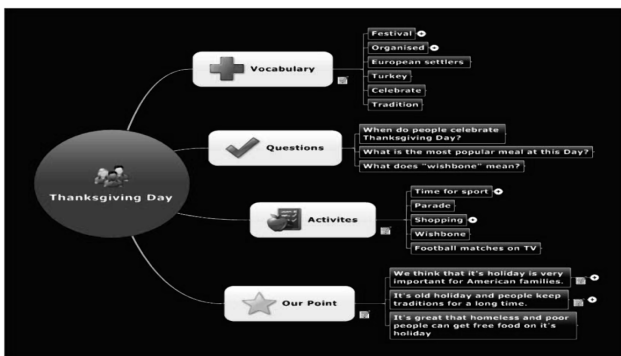 Thanksgiving Day
Vocabulary
Festival
Organised
European settlers
Turkey
Celebrate
Tradition
Questions
When do people celebrate
Thanksgiving Day?
What is the most popular meal at this Day?
What does "wishbone" mean?
Activites
Time for sport
Parade
Shopping
Wishbone
Football matches on TV
Our Point
We think that it's holiday is very
important for American families.
It's old holiday and people keep
traditions for a long time.
It's great that homeless and poor
people can get free food on it's
holiday